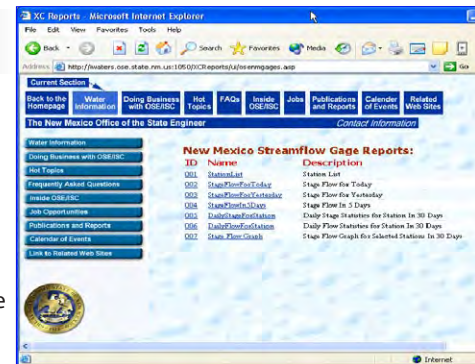 XC Reports - Microsoft Internet Explorer
File Edit View Favorites Tools Help
Back Search Favorites Media
Address http://iwaters.ose.state.nm.us:1050/XCReports/u/osermgages.asp Go
Current Section
Back to the Homepage Water Information Doing Business with OSE/ISC Hot Topics FAQs Inside OSE/ISC Jobs Publications and Reports Calender of Events Related Web Sites
The New Mexico Office of the State Engineer Contact Information
Water Information
Doing Business with OSE/ISC
Hot Topics
Frequently Asked Questions
Inside OSE/ISC
Job Opportunities
Publications and Reports
Calendar of Events
Link to Related Web Sites
New Mexico Streamflow Gage Reports:
ID Name Description
001 StationList Station List
002 StageFlowForToday Stage Flow for Today
003 StageFlowForYesterday Stage Flow for Yesterday
004 StageFlowIn5Days Stage Flow In 5 Days
005 DailyStageForStation Daily Stage Statistics for Station In 30 Days
006 DailyFlowForStation Daily Flow Statistics for Station In 30 Days
007 Stage Flow Graph Stage Flow Graph for Selected Stations In 30 Days
e
Internet